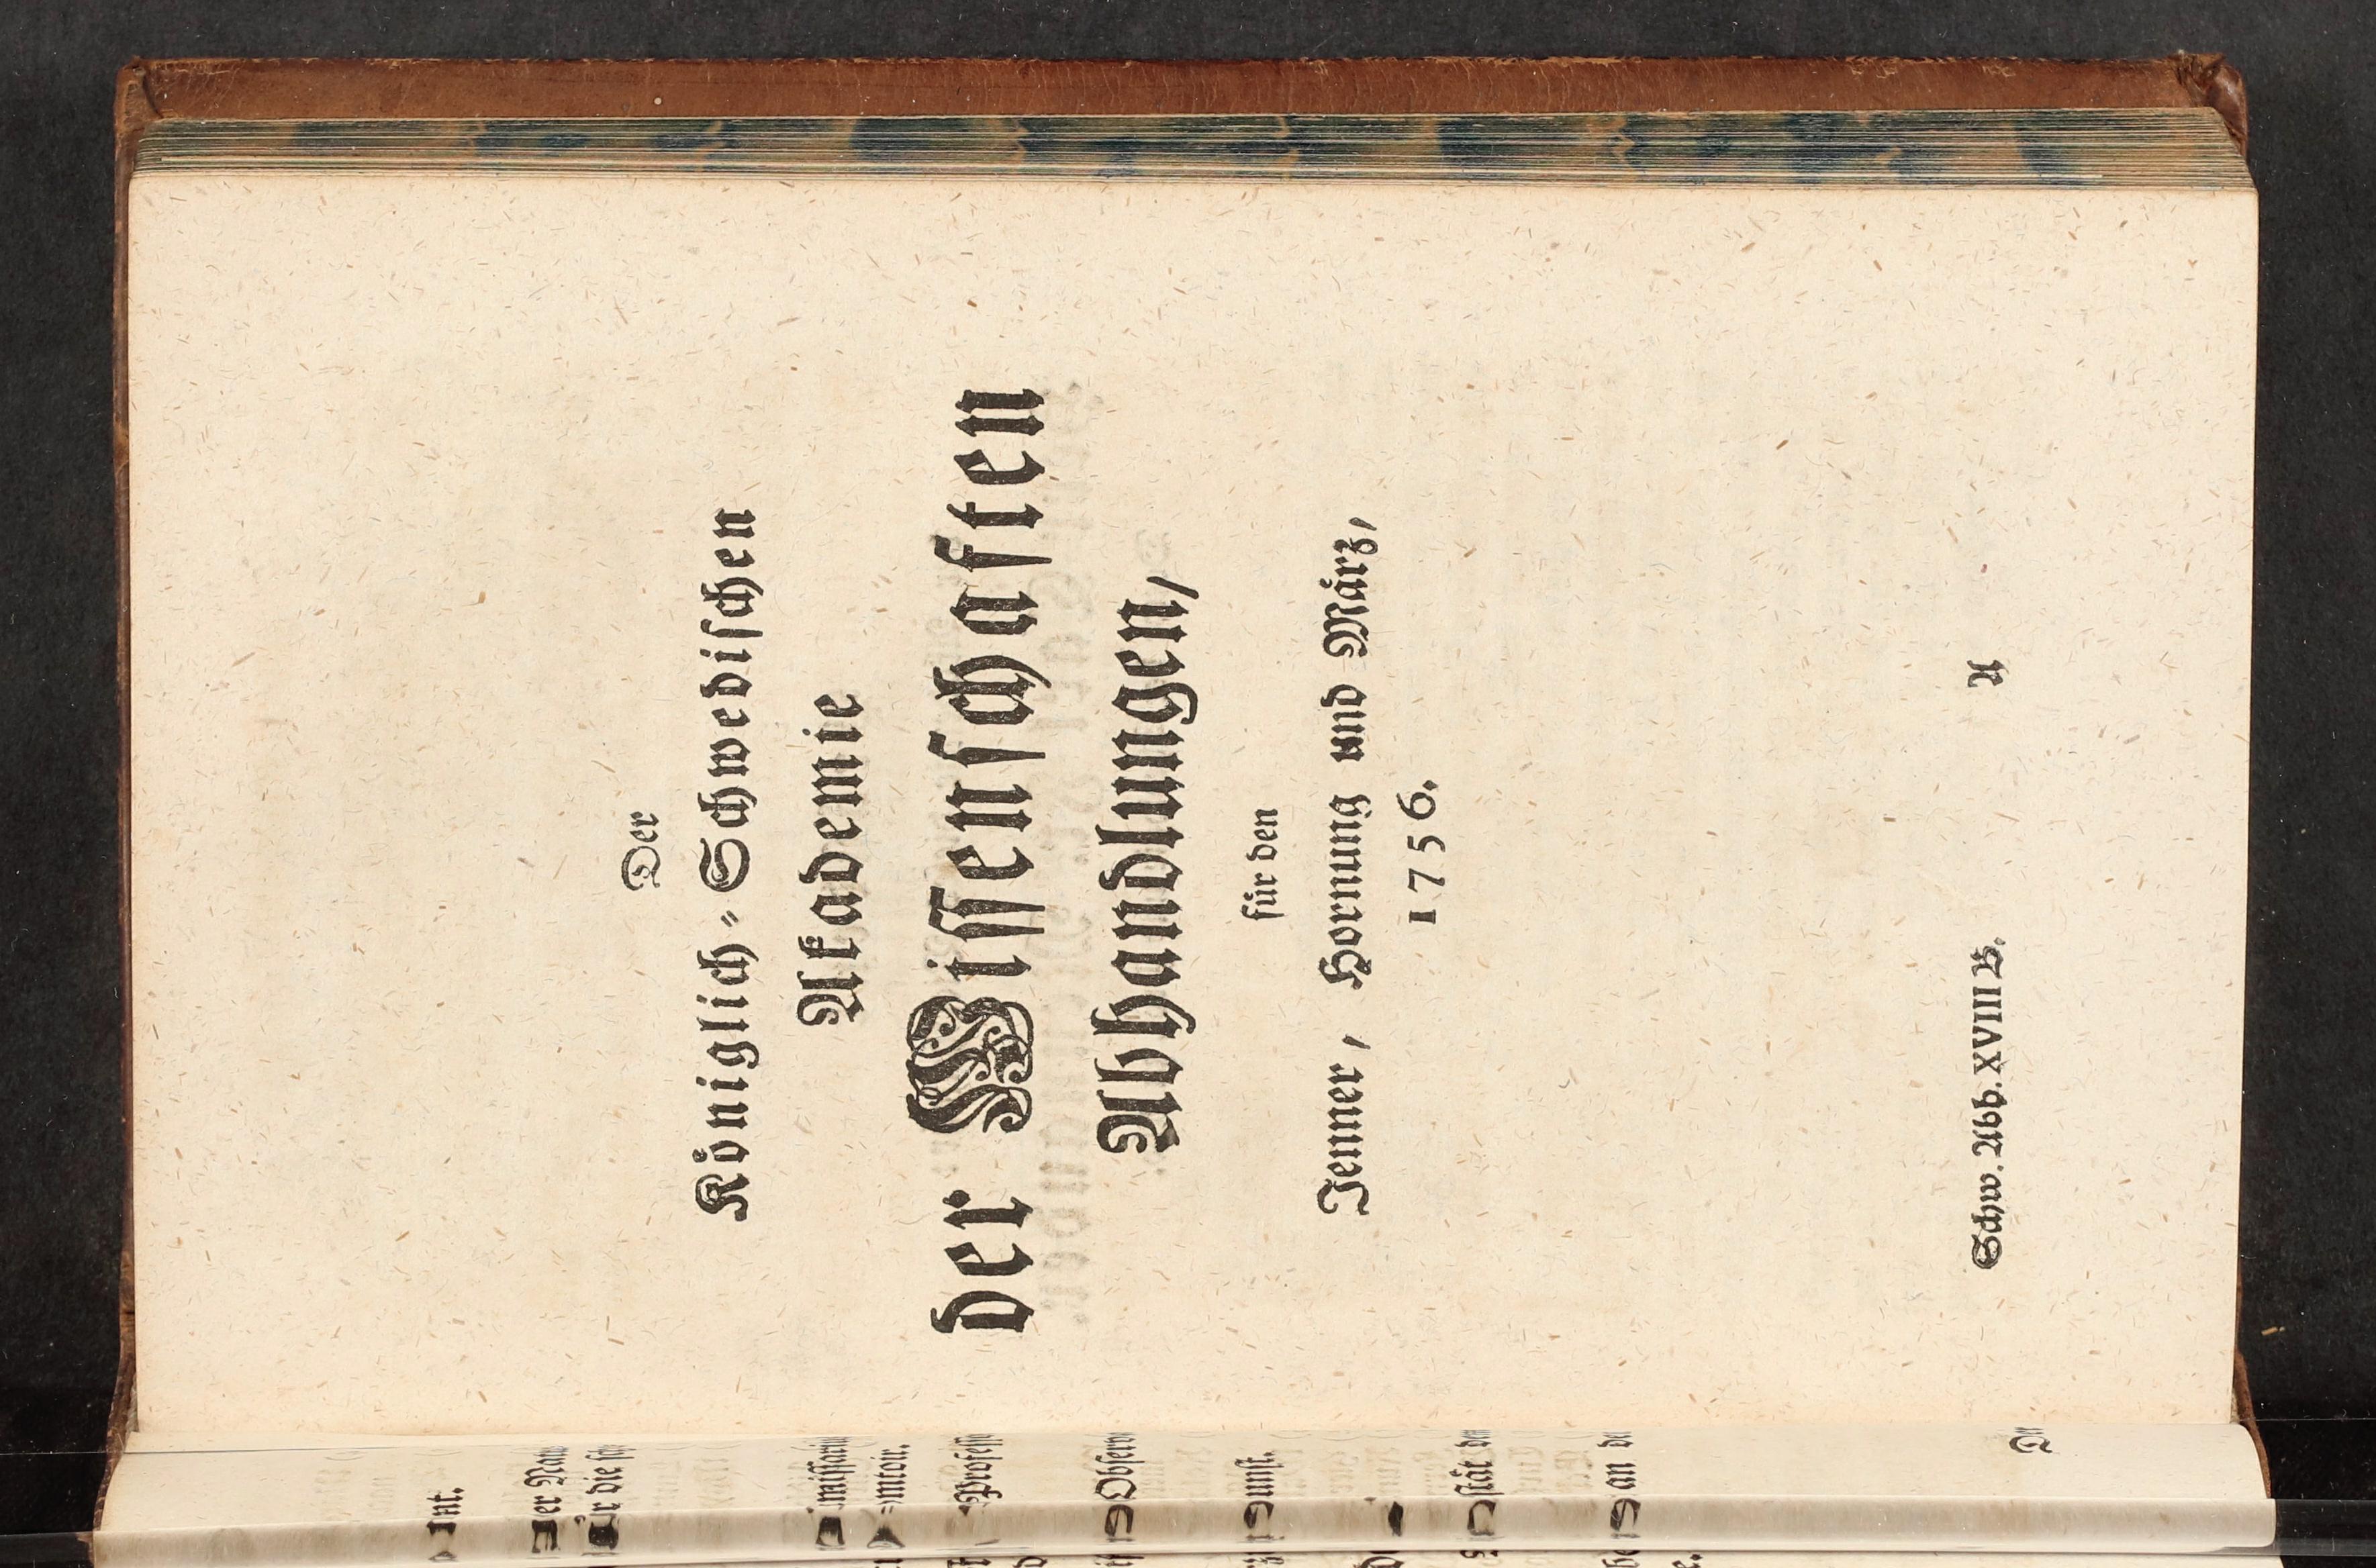 Der
Königlich-Schwedischen
Akademie
der Wissenschaften
Abhandlungen,
für den
Jenner, Hornung und März,
1756.
Schw. Abh. XVIII B. A